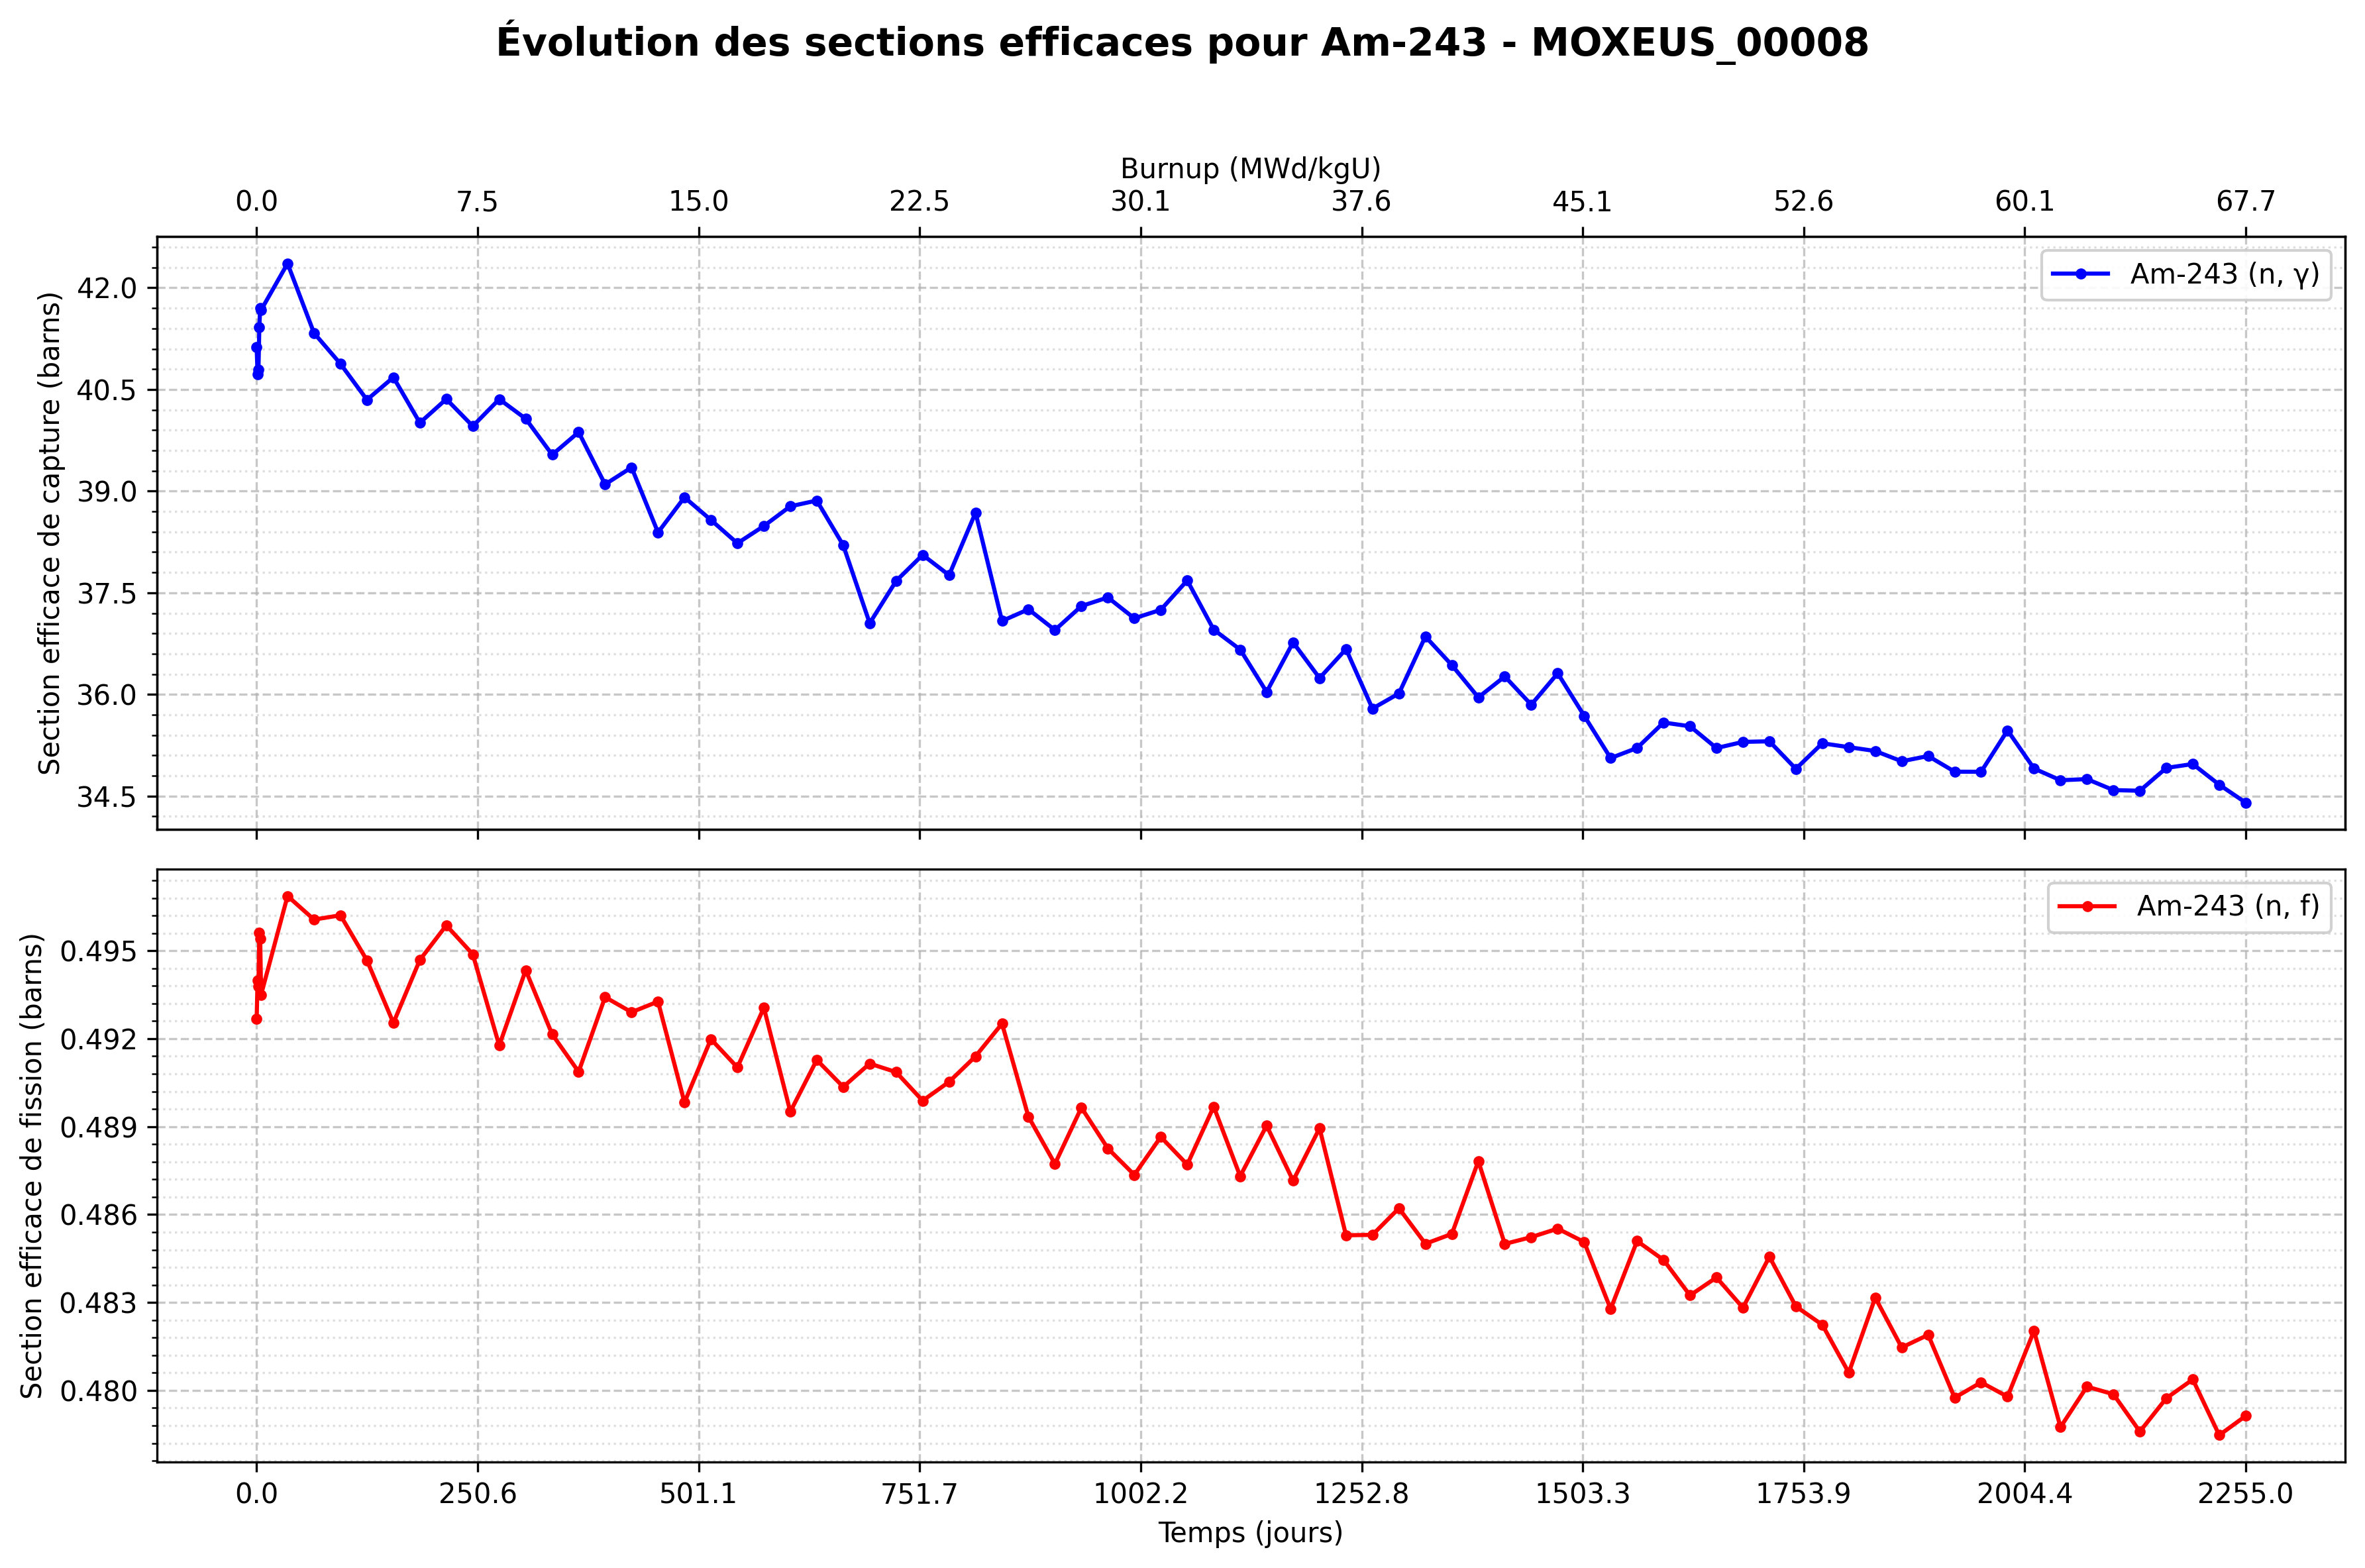 Évolution des sections efficaces pour Am-243 - MOXEUS_00008
Burnup (MWd/kgU)
0.0 7.5 15.0 22.5 30.1 37.6 45.1 52.6 60.1 67.7
Am-243 (n, γ)
Section efficace de capture (barns)
42.0
40.5
39.0
37.5
36.0
34.5
Am-243 (n, f)
Section efficace de fission (barns)
0.495
0.492
0.489
0.486
0.483
0.480
0.0 250.6 501.1 751.7 1002.2 1252.8 1503.3 1753.9 2004.4 2255.0
Temps (jours)